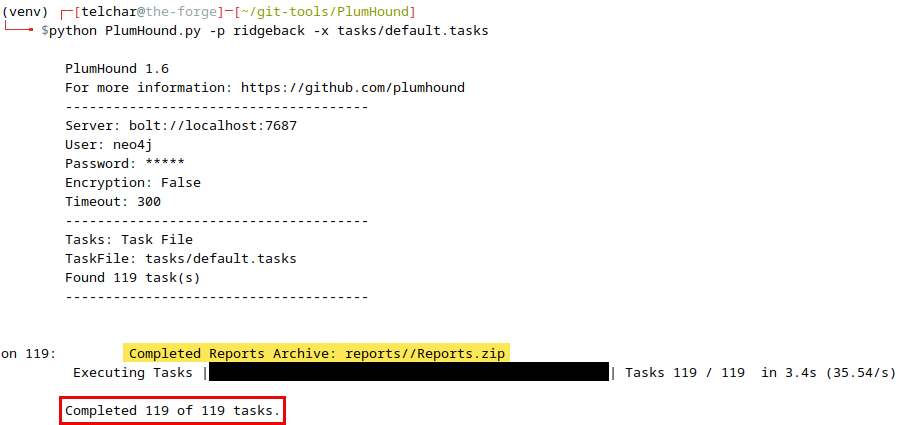 (venv) ┌─[telchar@the-forge]─[~/git-tools/PlumHound]
└──╼ $python PlumHound.py -p ridgeback -x tasks/default.tasks
PlumHound 1.6
For more information: https://github.com/plumhound
--------------------------------------
Server: bolt://localhost:7687
User: neo4j
Password: *****
Encryption: False
Timeout: 300
--------------------------------------
Tasks: Task File
TaskFile: tasks/default.tasks
Found 119 task(s)
--------------------------------------
on 119: Completed Reports Archive: reports//Reports.zip
Executing Tasks |████████████████████████████████████████| Tasks 119 / 119 in 3.4s (35.54/s)
Completed 119 of 119 tasks.